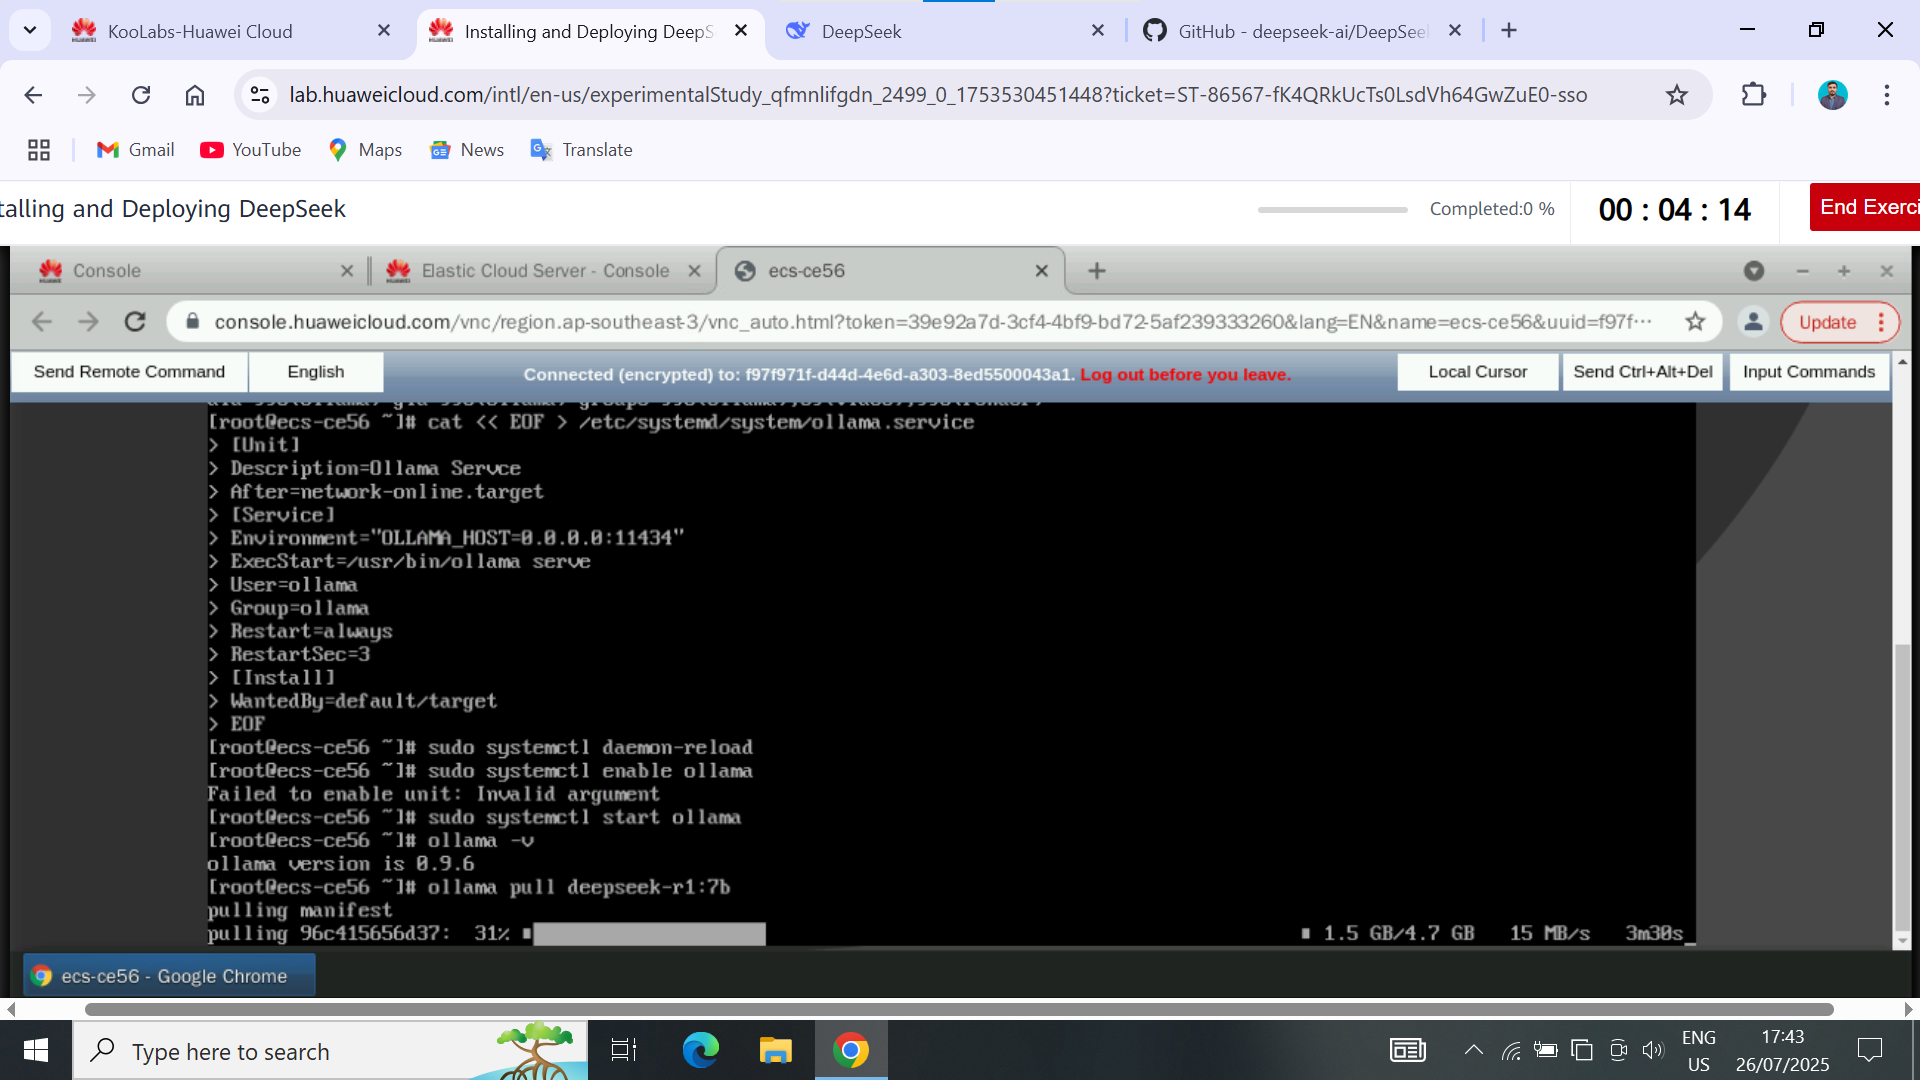 KooLabs-Huawei Cloud
Installing and Deploying DeepS
DeepSeek
GitHub - deepseek-ai/DeepSee
lab.huaweicloud.com/intl/en-us/experimentalStudy_qfmnlifgdn_2499_0_1753530451448?ticket=ST-86567-fK4QRkUcTs0LsdVh64GwZuE0-sso
Gmail
YouTube
Maps
News
Translate
talling and Deploying DeepSeek
Completed:0 %
00 : 04 : 14
End Exerci
Console
Elastic Cloud Server - Console
ecs-ce56
console.huaweicloud.com/vnc/region.ap-southeast-3/vnc_auto.html?token=39e92a7d-3cf4-4bf9-bd72-5af239333260&lang=EN&name=ecs-ce56&uuid=f97f…
Update
Send Remote Command
English
Connected (encrypted) to: f97f971f-d44d-4e6d-a303-8ed5500043a1. Log out before you leave.
Local Cursor
Send Ctrl+Alt+Del
Input Commands
[root@ecs-ce56 ~]# cat << EOF > /etc/systemd/system/ollama.service
> [Unit]
> Description=Ollama Servce
> After=network-online.target
> [Service]
> Environment="OLLAMA_HOST=0.0.0.0:11434"
> ExecStart=/usr/bin/ollama serve
> User=ollama
> Group=ollama
> Restart=always
> RestartSec=3
> [Install]
> WantedBy=default/target
> EOF
[root@ecs-ce56 ~]# sudo systemctl daemon-reload
[root@ecs-ce56 ~]# sudo systemctl enable ollama
Failed to enable unit: Invalid argument
[root@ecs-ce56 ~]# sudo systemctl start ollama
[root@ecs-ce56 ~]# ollama -v
ollama version is 0.9.6
[root@ecs-ce56 ~]# ollama pull deepseek-r1:7b
pulling manifest
pulling 96c415656d37: 31% 1.5 GB/4.7 GB 15 MB/s 3m30s
ecs-ce56 - Google Chrome
Type here to search
ENG
US
17:43
26/07/2025